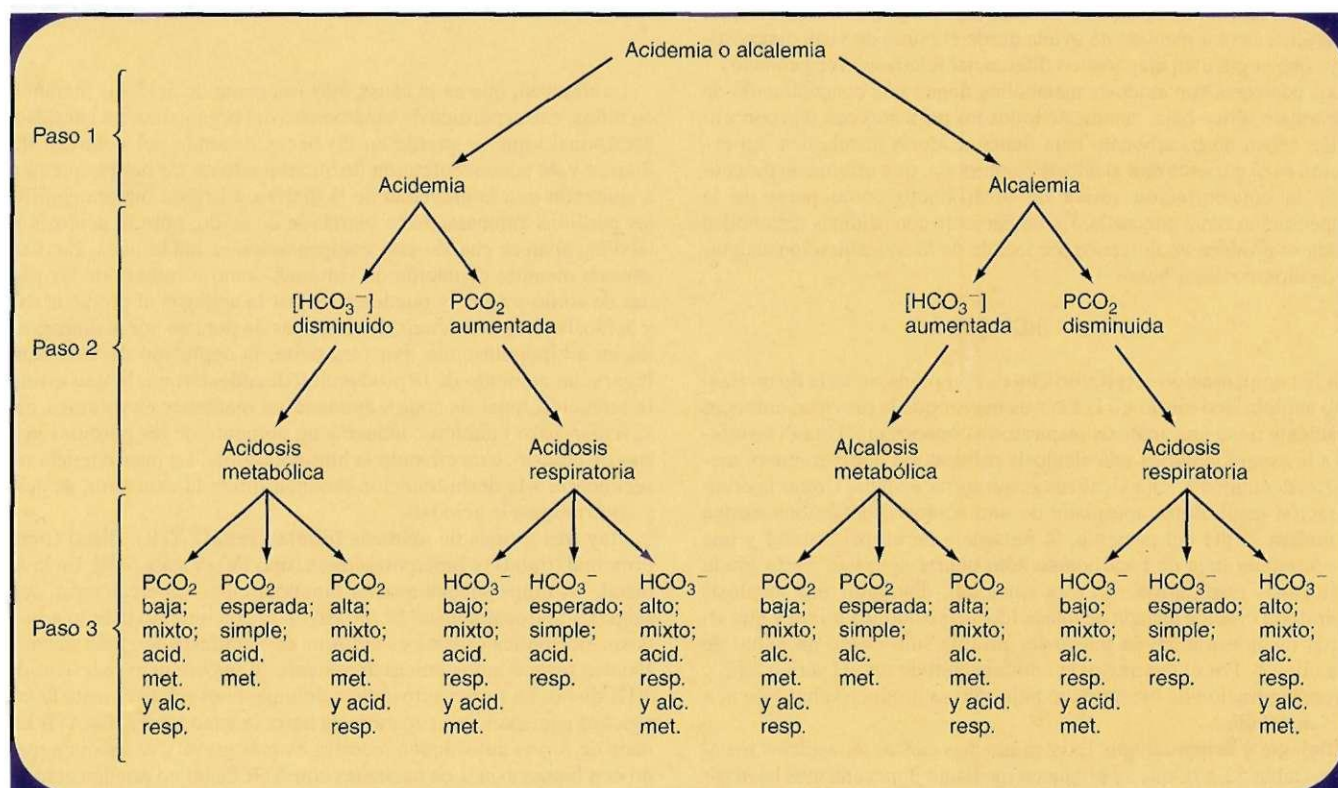 Acidemia o alcalemia
Paso 1
Acidemia
Alcalemia
Paso 2
[HCO₃⁻]
disminuido
PCO₂
aumentada
[HCO₃⁻]
aumentada
PCO₂
disminuida
Acidosis
metabólica
Acidosis
respiratoria
Alcalosis
metabólica
Acidosis
respiratoria
Paso 3
PCO₂
baja;
mixto;
acid.
met.
y alc.
resp.
PCO₂
esperada;
simple;
acid.
met.
PCO₂
alta;
mixto;
acid.
met.
y acid.
resp.
HCO₃⁻
bajo;
mixto;
acid.
resp.
y acid.
met.
HCO₃⁻
esperado;
simple;
acid.
resp.
HCO₃⁻
alto;
mixto;
acid.
resp.
y alc.
met.
PCO₂
baja;
mixto;
alc.
met.
y alc.
resp.
PCO₂
esperada;
simple;
alc.
met.
PCO₂
alta;
mixto;
alc.
met.
y acid.
resp.
HCO₃⁻
bajo;
mixto;
alc.
resp.
y acid.
met.
HCO₃⁻
esperado;
simple;
alc.
resp.
HCO₃⁻
alto;
mixto;
alc.
resp.
y alc.
met.